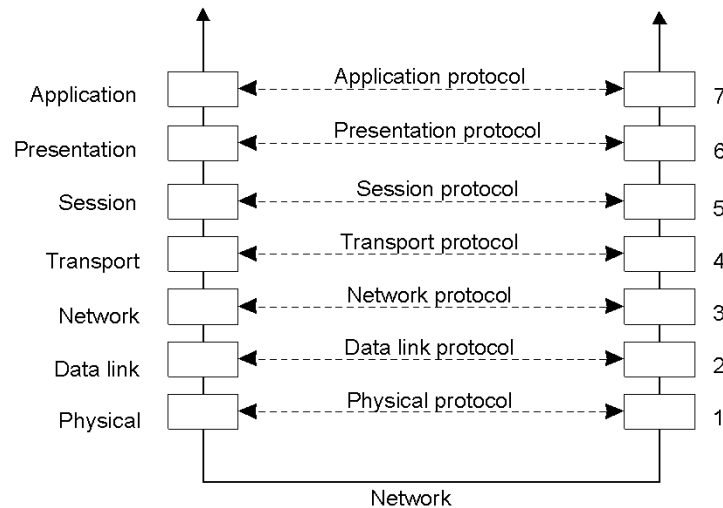 Application
Application protocol
7
Presentation
Presentation protocol
6
Session
Session protocol
5
Transport
Transport protocol
4
Network
Network protocol
3
Data link
Data link protocol
2
Physical
Physical protocol
1
Network